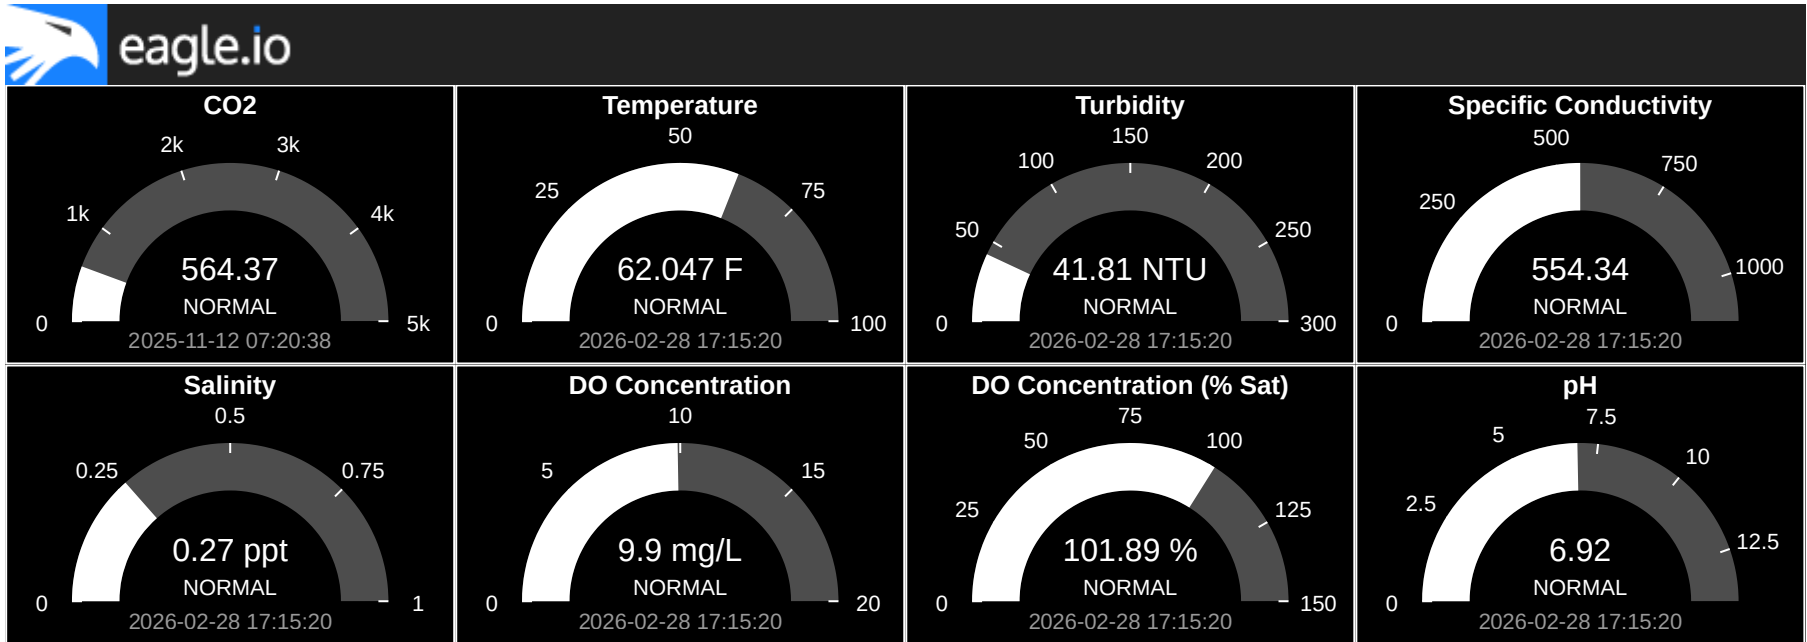 eagle.io
CO2
0
1k
2k
3k
4k
5k
564.37
NORMAL
2025-11-12 07:20:38
Temperature
0
25
50
75
100
62.047 F
NORMAL
2026-02-28 17:15:20
Turbidity
0
50
100
150
200
250
300
41.81 NTU
NORMAL
2026-02-28 17:15:20
Specific Conductivity
0
250
500
750
1000
554.34
NORMAL
2026-02-28 17:15:20
Salinity
0
0.25
0.5
0.75
1
0.27 ppt
NORMAL
2026-02-28 17:15:20
DO Concentration
0
5
10
15
20
9.9 mg/L
NORMAL
2026-02-28 17:15:20
DO Concentration (% Sat)
0
25
50
75
100
125
150
101.89 %
NORMAL
2026-02-28 17:15:20
pH
0
2.5
5
7.5
10
12.5
6.92
NORMAL
2026-02-28 17:15:20